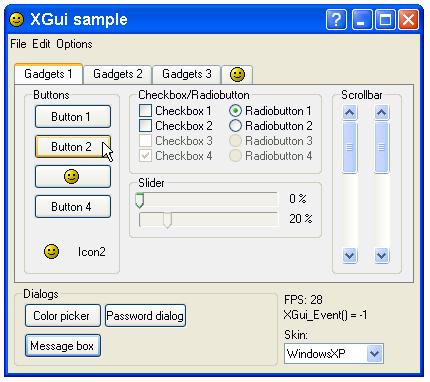 XGui sample
File Edit Options
Gadgets 1 Gadgets 2 Gadgets 3
Buttons
Button 1
Button 2
Button 4
Icon2
Checkbox/Radiobutton
Checkbox 1 Radiobutton 1
Checkbox 2 Radiobutton 2
Checkbox 3 Radiobutton 3
Checkbox 4 Radiobutton 4
Slider
0 %
20 %
Scrollbar
Dialogs
Color picker Password dialog
Message box
FPS: 28
XGui_Event() = -1
Skin:
WindowsXP